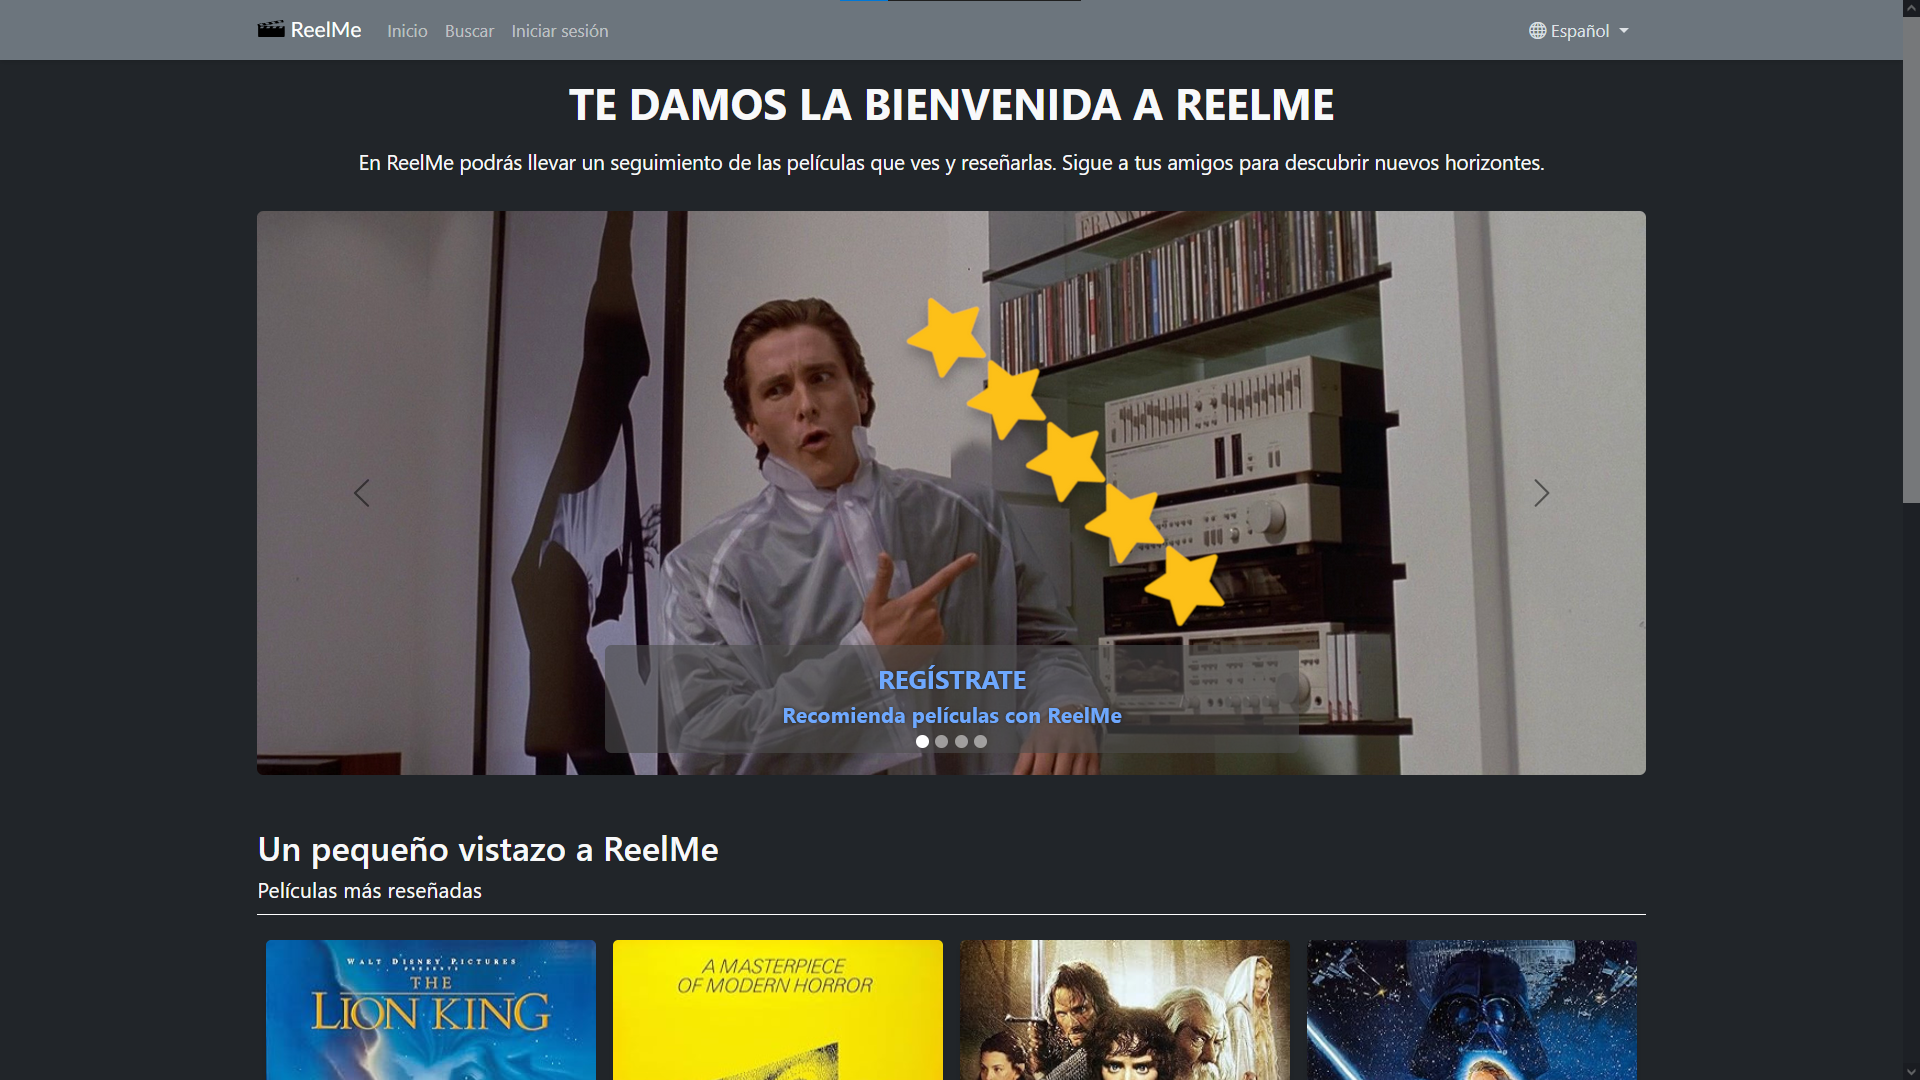 ReelMe Inicio Buscar Iniciar sesión Español
TE DAMOS LA BIENVENIDA A REELME
En ReelMe podrás llevar un seguimiento de las películas que ves y reseñarlas. Sigue a tus amigos para descubrir nuevos horizontes.
REGÍSTRATE
Recomienda películas con ReelMe
Un pequeño vistazo a ReelMe
Películas más reseñadas
WALT DISNEY PICTURES
PRESENTS
THE
LION KING
A MASTERPIECE
OF MODERN HORROR